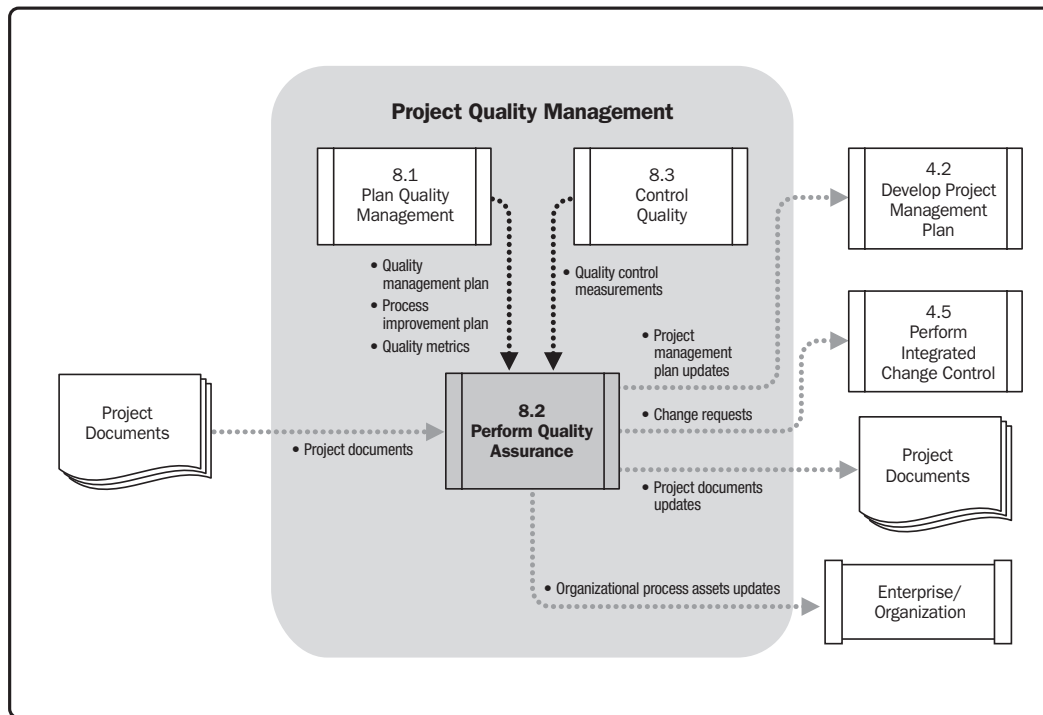 Project Quality Management
8.1
Plan Quality
Management
8.3
Control
Quality
4.2
Develop Project
Management
Plan
• Quality
management plan
• Process
improvement plan
• Quality metrics
• Quality control
measurements
4.5
Perform
Integrated
Change Control
• Project
management
plan updates
Project
Documents
• Project documents
8.2
Perform Quality
Assurance
• Change requests
• Project documents
updates
Project
Documents
• Organizational process assets updates
Enterprise/
Organization